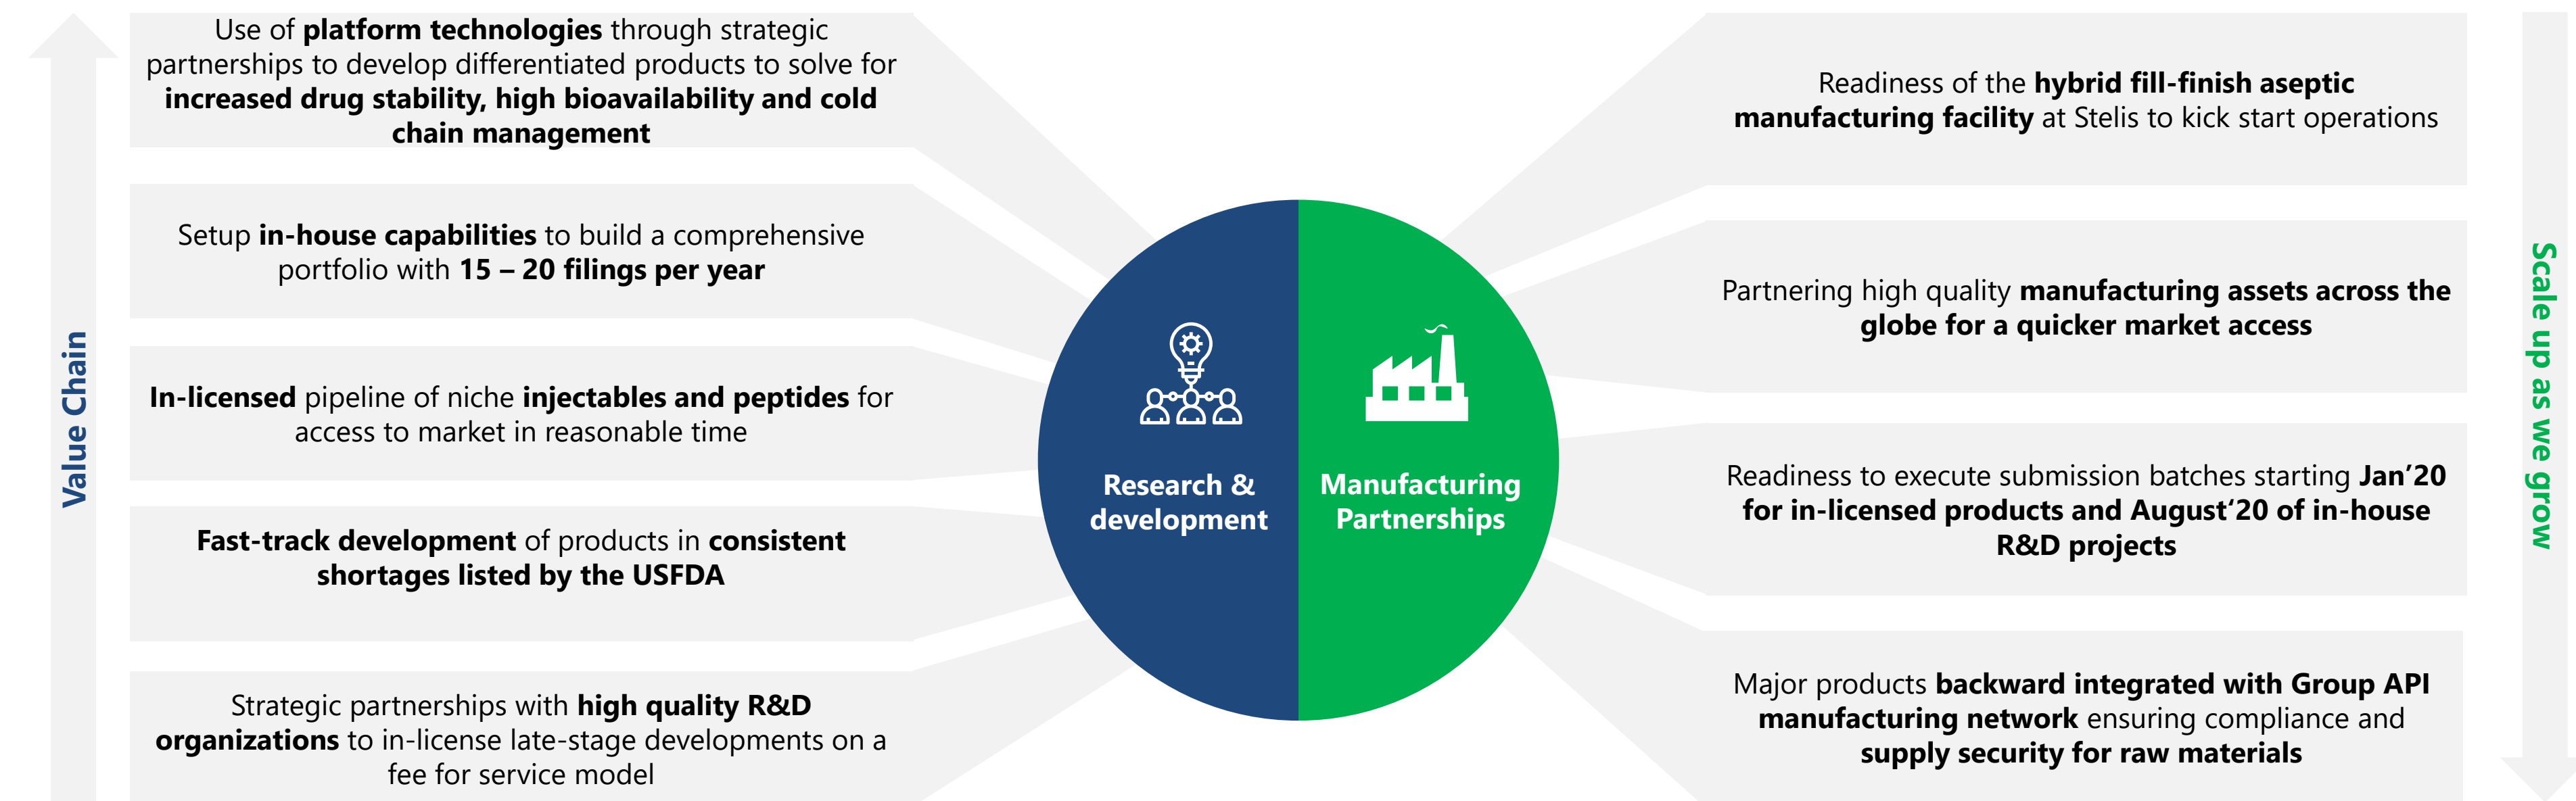 Value Chain
Use of platform technologies through strategic
partnerships to develop differentiated products to solve for
increased drug stability, high bioavailability and cold
chain management
Setup in-house capabilities to build a comprehensive
portfolio with 15 – 20 filings per year
In-licensed pipeline of niche injectables and peptides for
access to market in reasonable time
Fast-track development of products in consistent
shortages listed by the USFDA
Strategic partnerships with high quality R&D
organizations to in-license late-stage developments on a
fee for service model
Research &
development
Manufacturing
Partnerships
Readiness of the hybrid fill-finish aseptic
manufacturing facility at Stelis to kick start operations
Partnering high quality manufacturing assets across the
globe for a quicker market access
Readiness to execute submission batches starting Jan’20
for in-licensed products and August‘20 of in-house
R&D projects
Major products backward integrated with Group API
manufacturing network ensuring compliance and
supply security for raw materials
Scale up as we grow